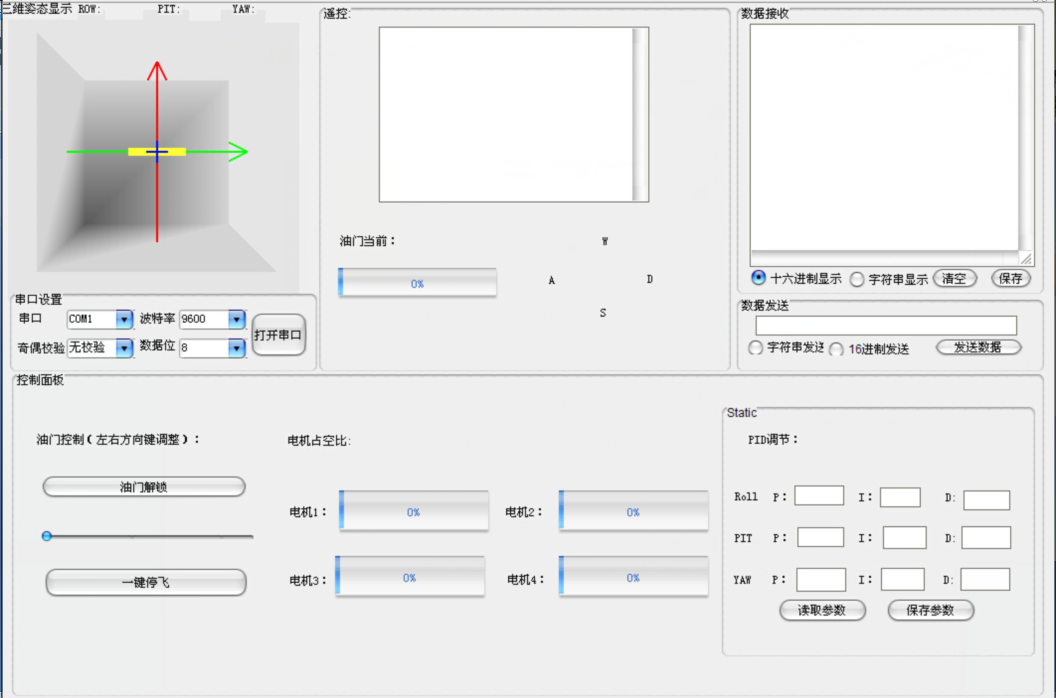 三维姿态显示 ROW: PIT: YAW:
串口设置
串口 COM1 波特率 9600
打开串口
奇偶校验 无校验 数据位 8
遥控:
油门当前：
0%
W
A D
S
数据接收
十六进制显示 字符串显示 清空 保存
数据发送
字符串发送 16进制发送 发送数据
控制面板
油门控制(左右方向键调整)：
油门解锁
一键停飞
电机占空比:
电机1： 0% 电机2： 0%
电机3： 0% 电机4： 0%
Static
PID调节：
Roll P： I： D:
PIT P： I： D:
YAW P： I： D:
读取参数 保存参数